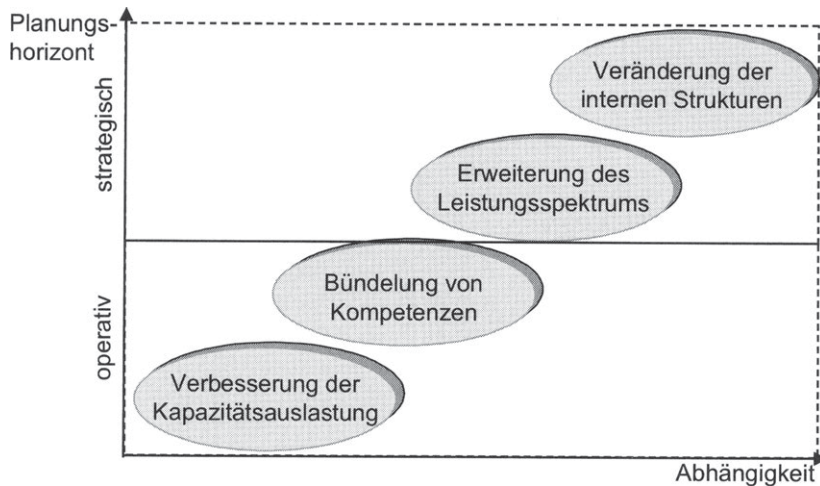 Planungs-
horizont
strategisch
operativ
Veränderung der
internen Strukturen
Erweiterung des
Leistungsspektrums
Bündelung von
Kompetenzen
Verbesserung der
Kapazitätsauslastung
Abhängigkeit